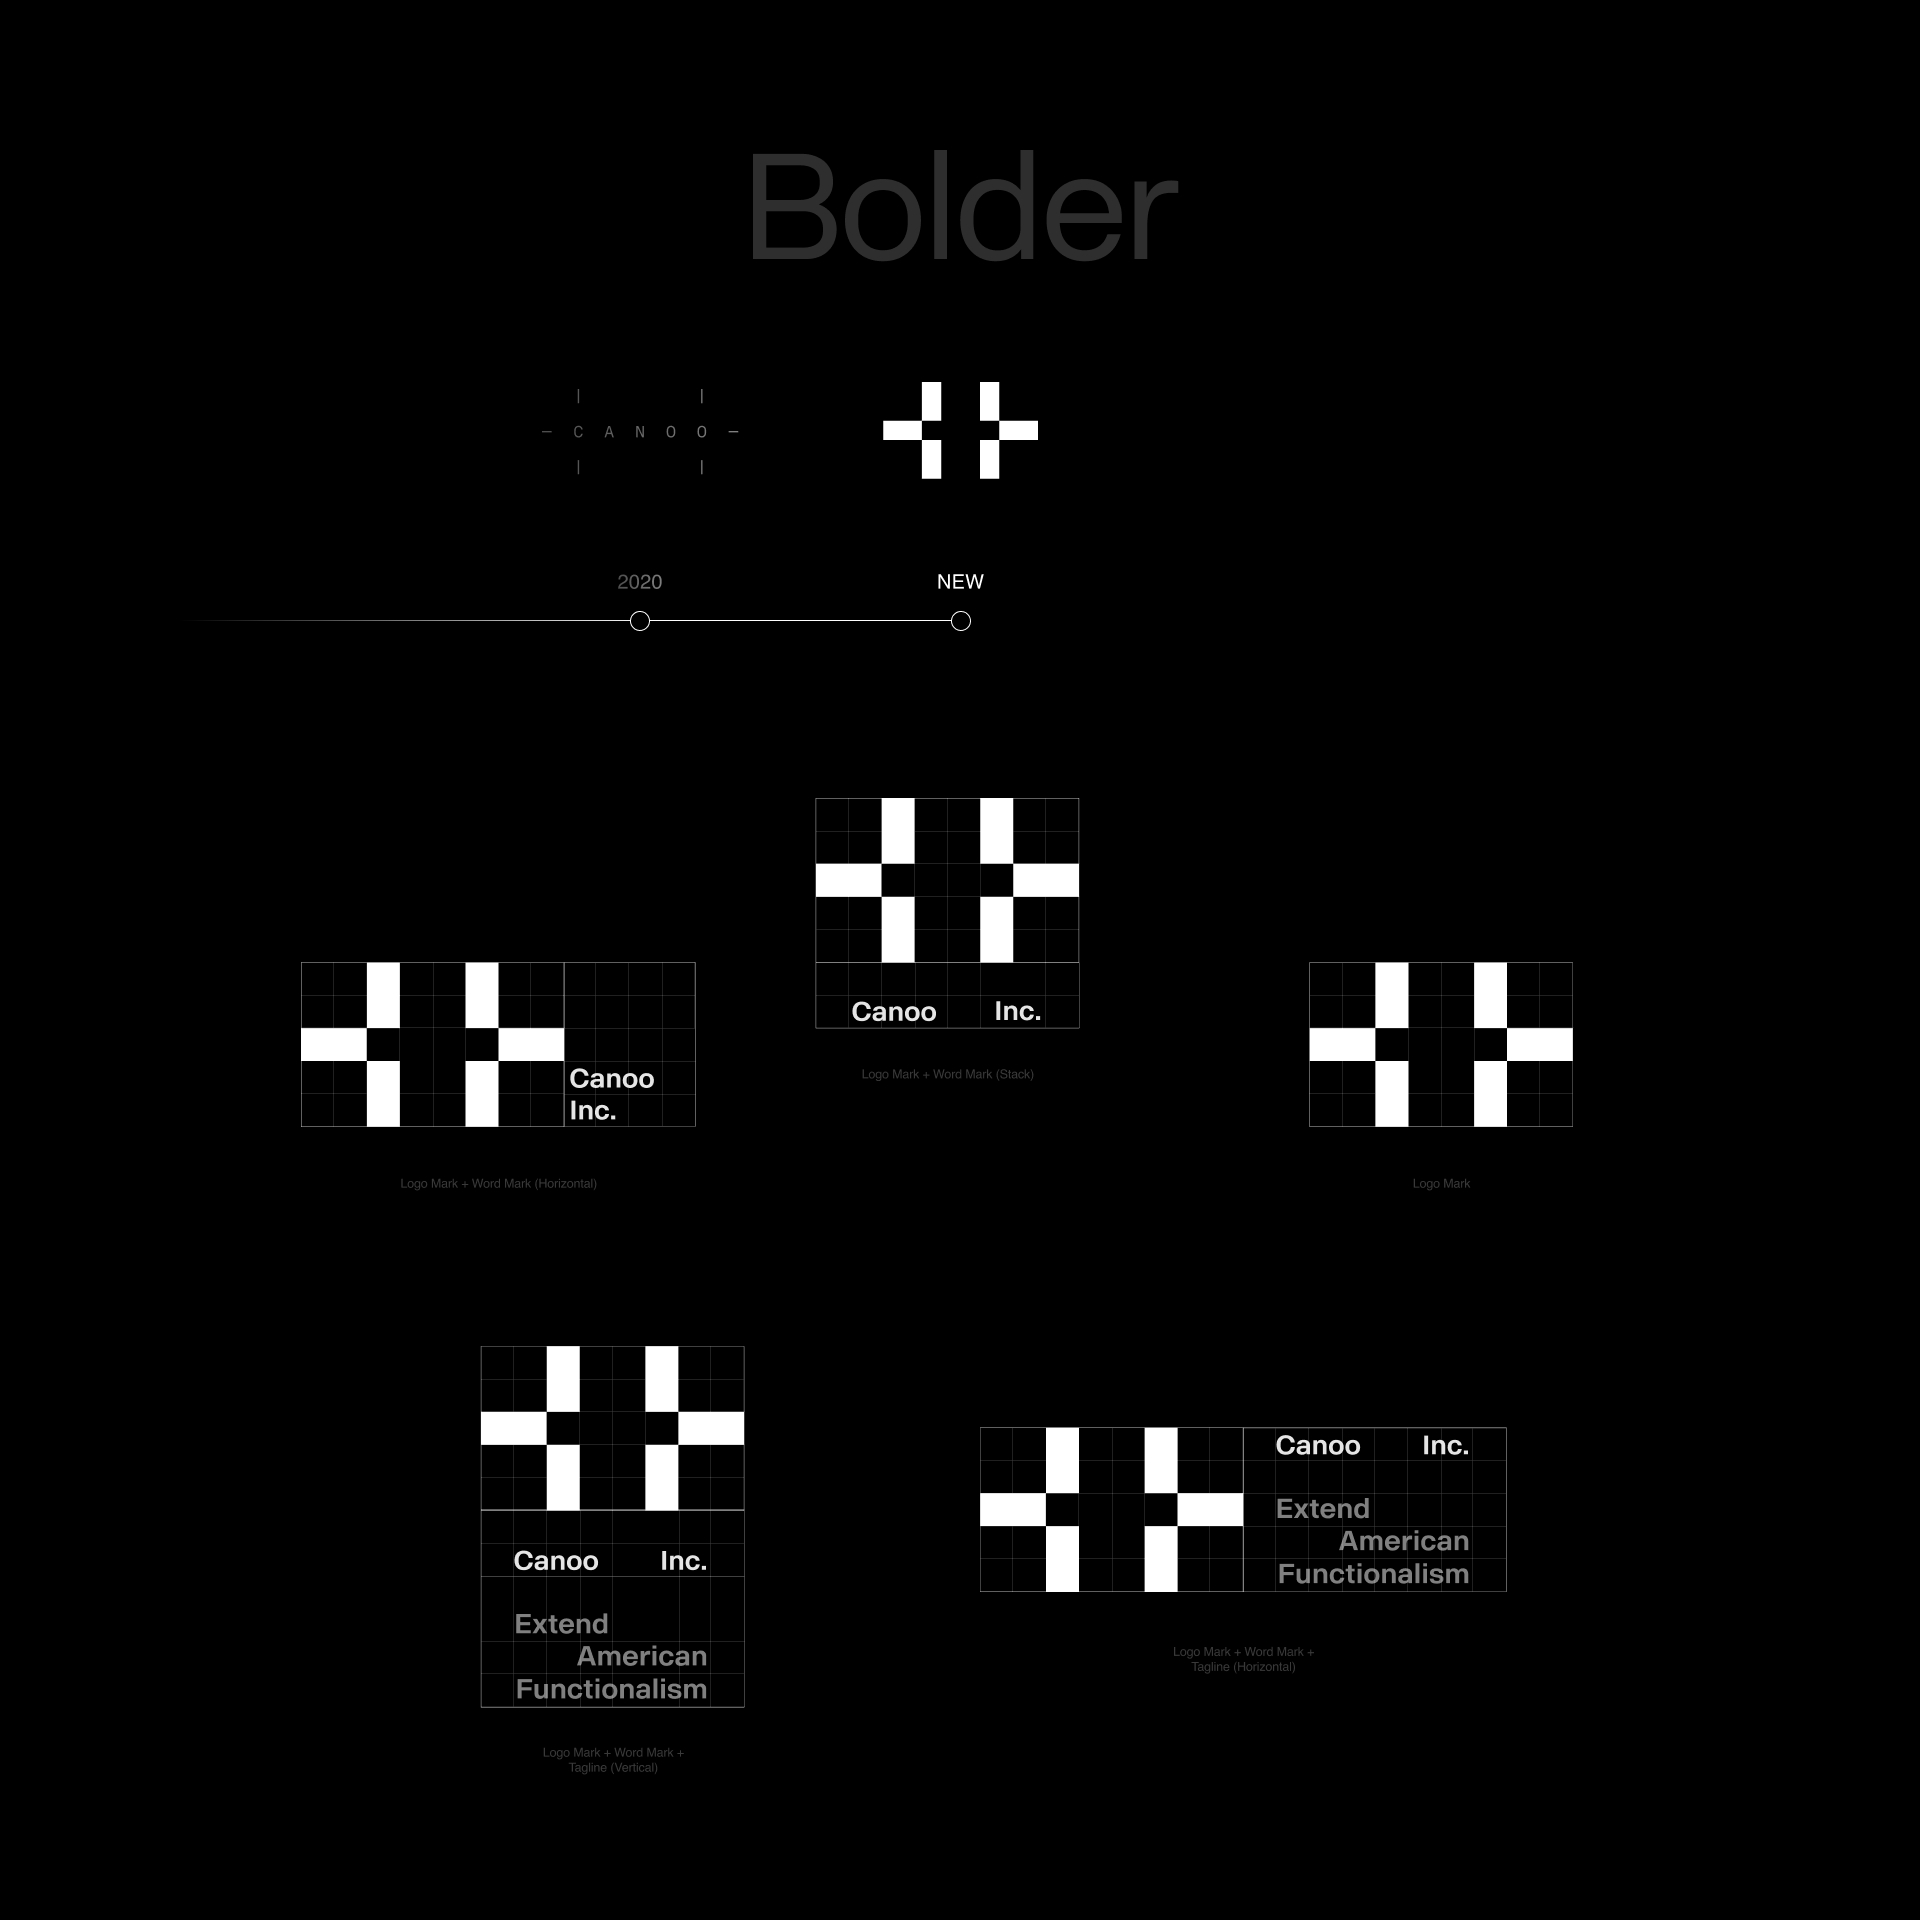 Bolder
— C A N O O —
2020
NEW
Canoo Inc.
Logo Mark + Word Mark (Stack)
Canoo
Inc.
Logo Mark + Word Mark (Horizontal)
Logo Mark
Canoo Inc.
Extend
American
Functionalism
Logo Mark + Word Mark +
Tagline (Vertical)
Canoo Inc.
Extend
American
Functionalism
Logo Mark + Word Mark +
Tagline (Horizontal)